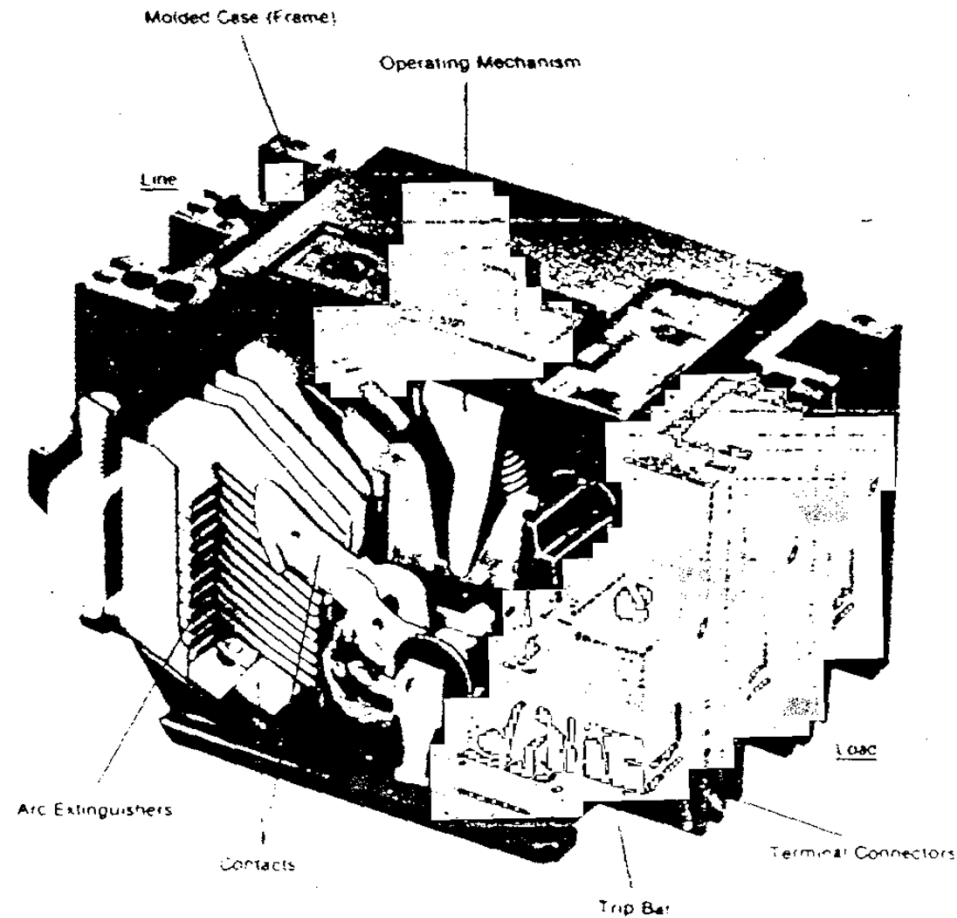 Molded Case (Frame)
Operating Mechanism
Line
Load
Arc Extinguishers
Contacts
Terminal Connectors
Trip Bar